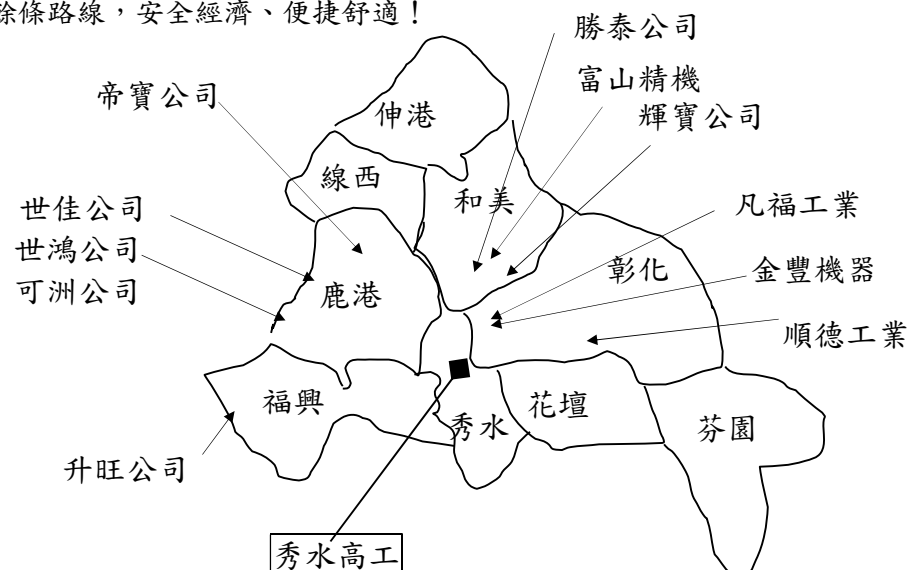 條路線，安全經濟、便捷舒適！
勝泰公司
富山精機
帝寶公司
伸港
輝寶公司
線西
和美
世佳公司
凡福工業
世鴻公司
彰化
金豐機器
可洲公司
鹿港
順德工業
福興
花壇
秀水
芬園
升旺公司
秀水高工